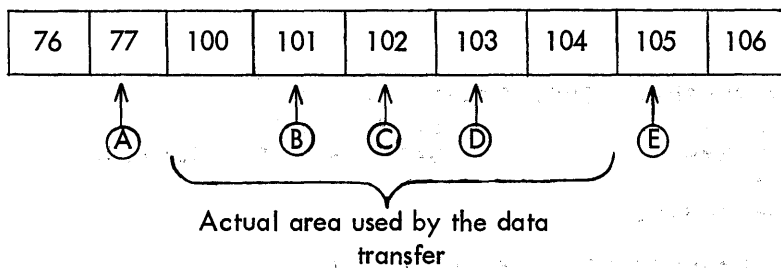 76 77 100 101 102 103 104 105 106
A B C D E
Actual area used by the data
transfer